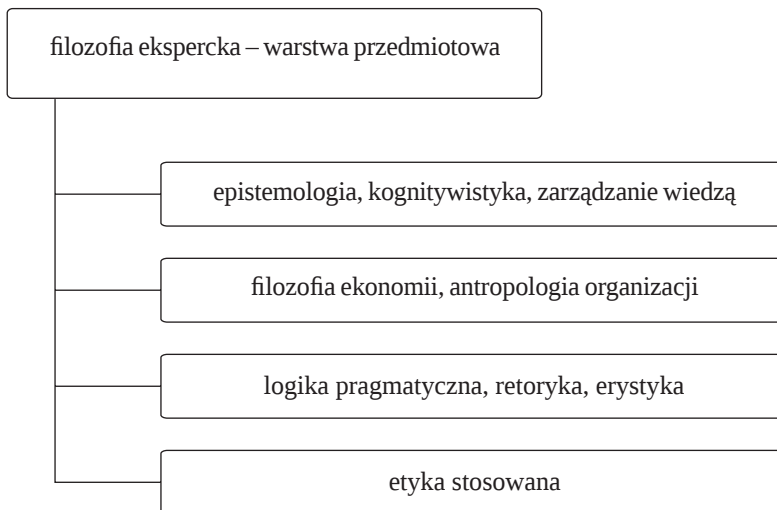 filozofia ekspercka – warstwa przedmiotowa
epistemologia, kognitywistyka, zarządzanie wiedzą
filozofia ekonomii, antropologia organizacji
logika pragmatyczna, retoryka, erystyka
etyka stosowana